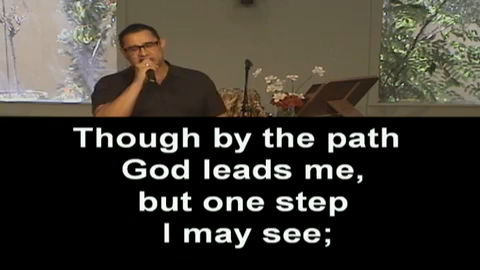 Though by the path
God leads me,
but one step
I may see;